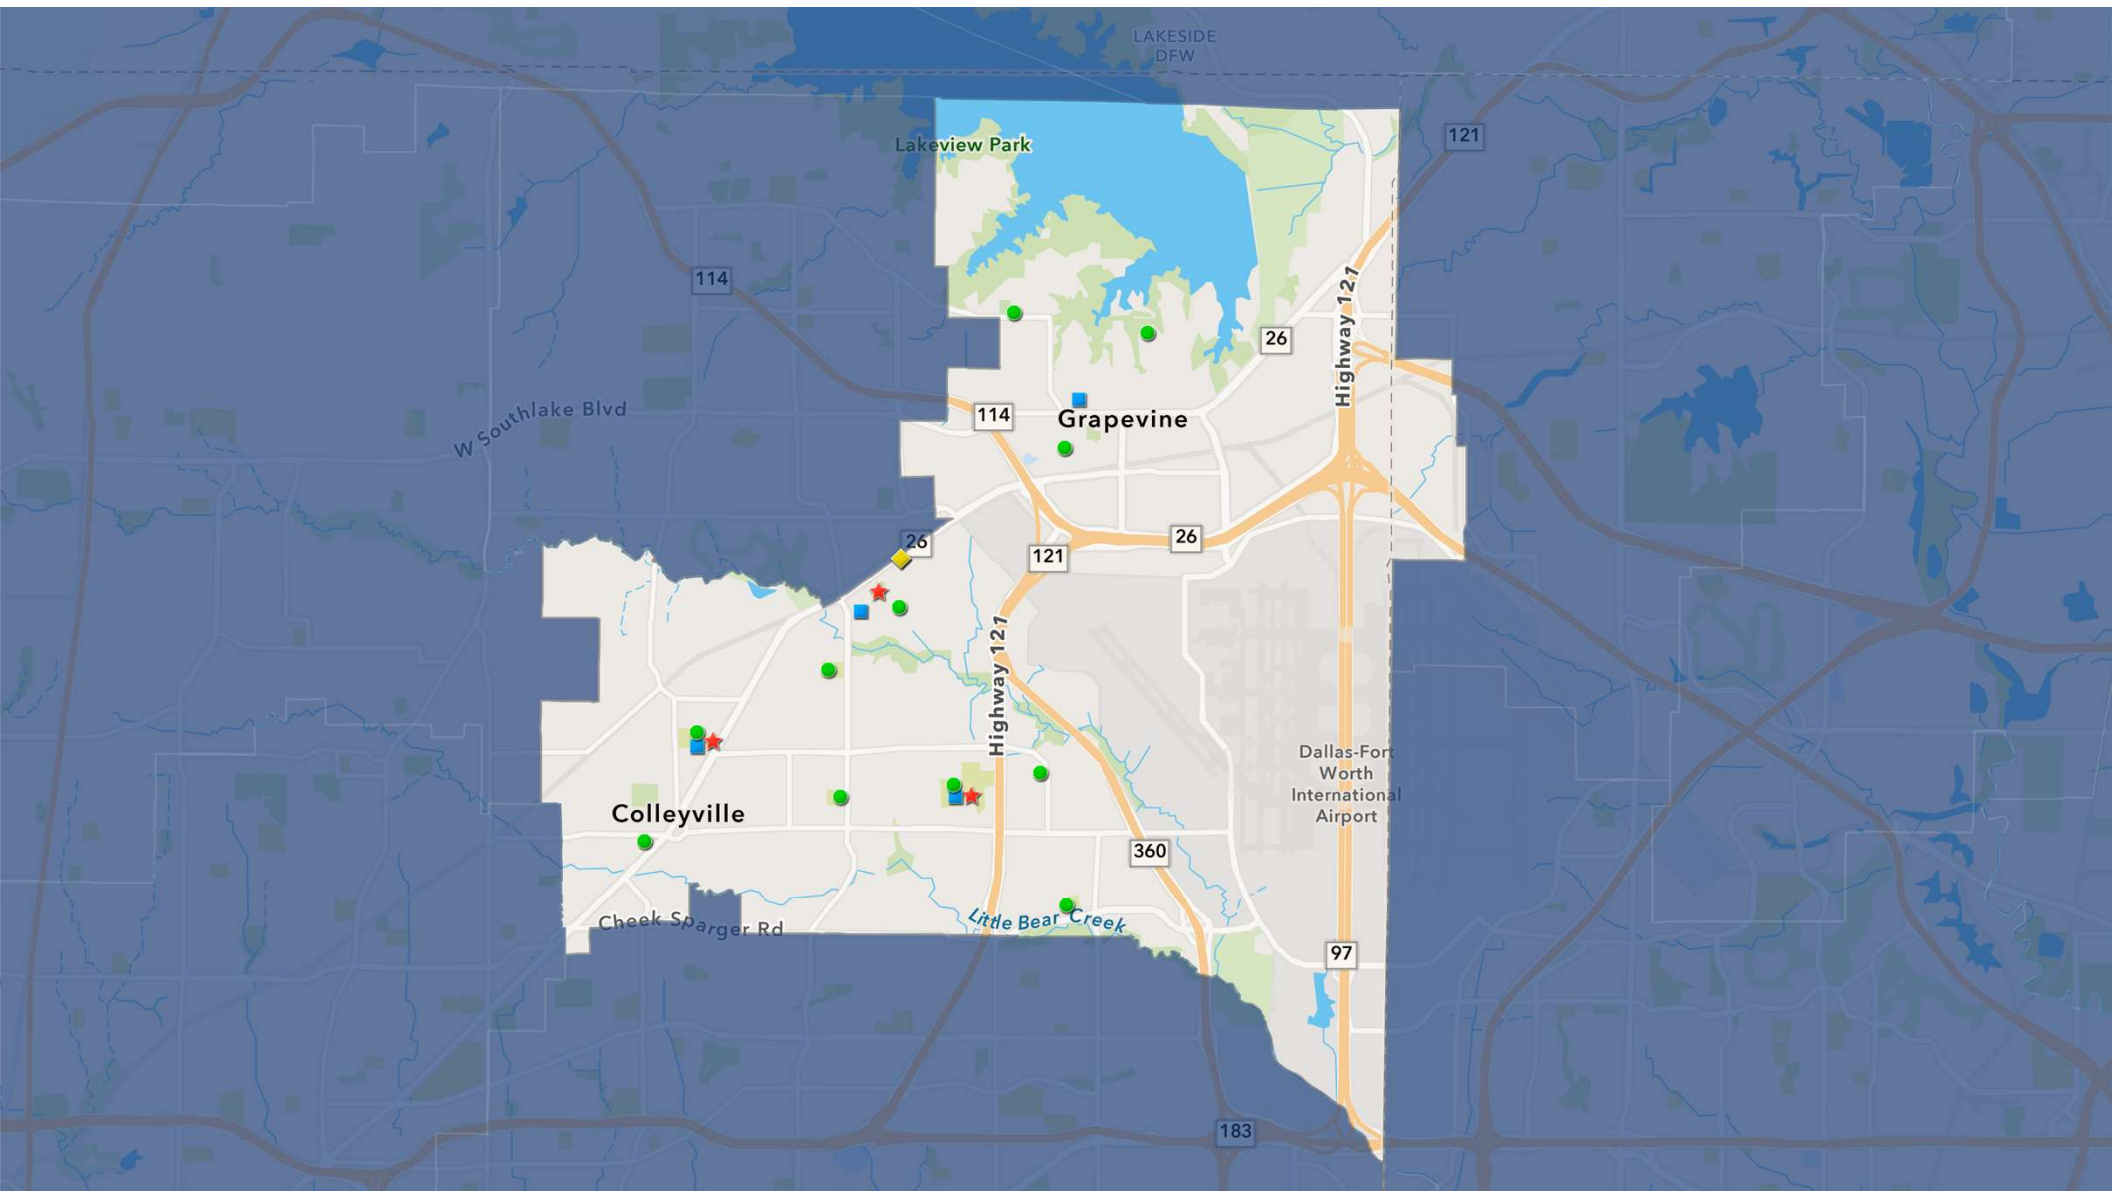 LAKESIDE
DFW
121
Lakeview Park
114
Highway 121
26
W Southlake Blvd
114
Grapevine
26
26
121
Highway 121
Dallas-Fort
Worth
International
Airport
Colleyville
360
Cheek Sparger Rd
Little Bear Creek
97
183